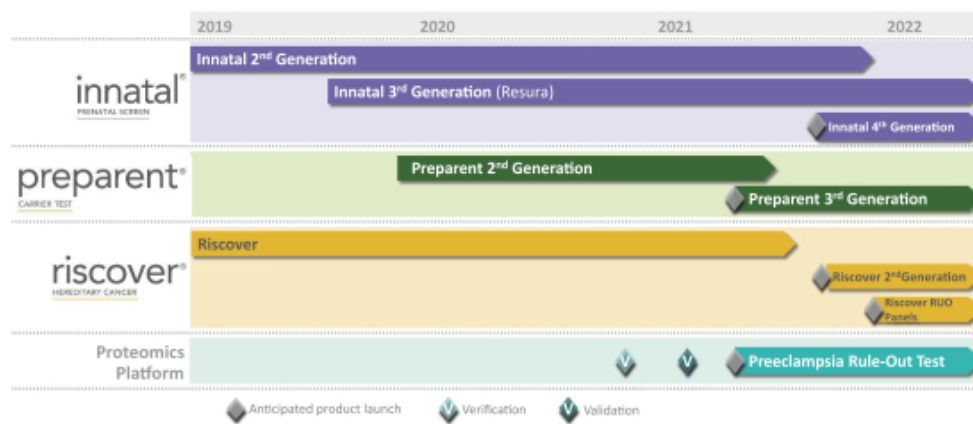 2019 2020 2021 2022
Innatal 2nd Generation
innatal®
PRENATAL SCREEN
Innatal 3rd Generation (Resura)
Innatal 4th Generation
preparent®
CARRIER TEST
Preparent 2nd Generation
Preparent 3rd Generation
Riscover
riscover®
HEREDITARY CANCER
Riscover 2ndGeneration
Riscover RUO
Panels
Proteomics
Platform
V V Preeclampsia Rule-Out Test
Anticipated product launch V Verification V Validation